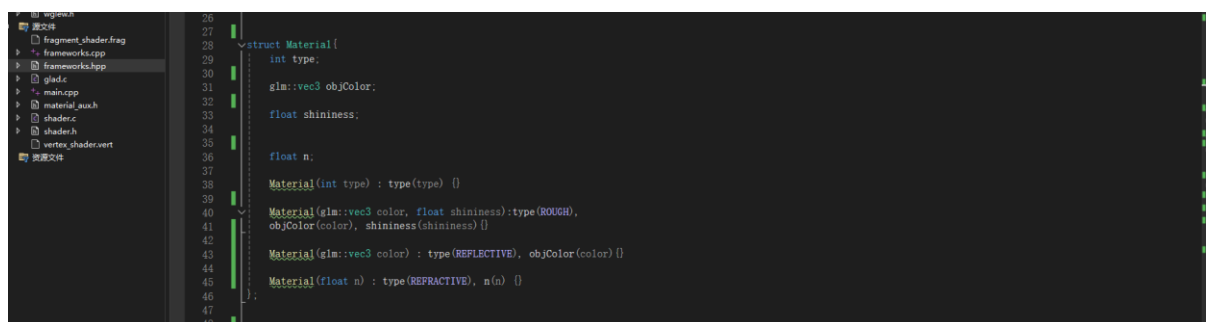 wglew.h
源文件
fragment_shader.frag
frameworks.cpp
frameworks.hpp
glad.c
main.cpp
material_aux.h
shader.c
shader.h
vertex_shader.vert
资源文件
26
27
28 struct Material{
29 int type;
30
31 glm::vec3 objColor;
32
33 float shininess;
34
35
36 float n;
37
38 Material(int type) : type(type) {}
39
40 Material(glm::vec3 color, float shininess):type(ROUGH),
41 objColor(color), shininess(shininess){}
42
43 Material(glm::vec3 color) : type(REFLECTIVE), objColor(color){}
44
45 Material(float n) : type(REFRACTIVE), n(n) {}
46 };
47